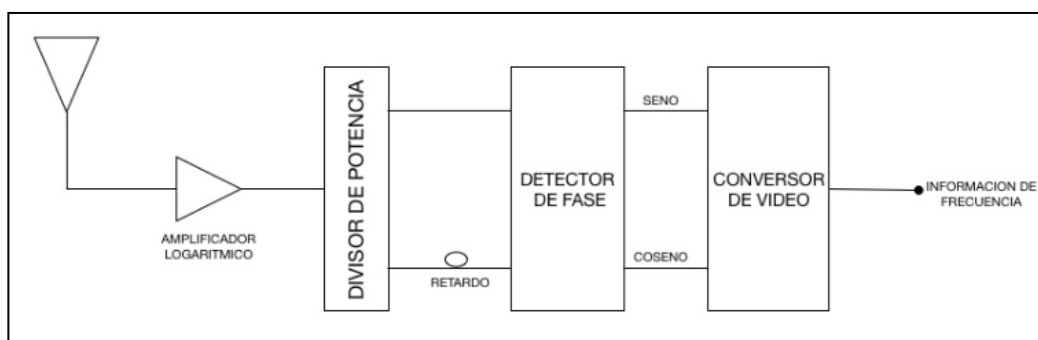 AMPLIFICADOR
LOGARITMICO
DIVISOR DE POTENCIA
RETARDO
DETECTOR
DE FASE
SENO
COSENO
CONVERSOR
DE VIDEO
INFORMACION DE
FRECUENCIA